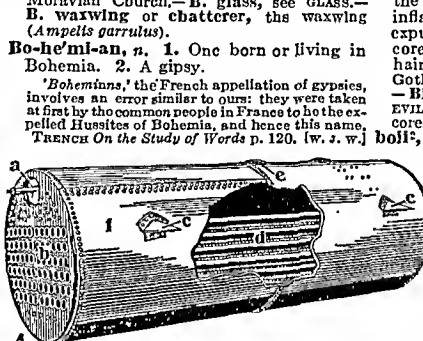 Moravian Church.—B. glass, see GLASS.—
B. waxwing or chatterer, the waxwing
(Ampelis garrulus).
Bo-he′mi-an, n. 1. One born or living in
Bohemia. 2. A gipsy.
'Bohemians,' the French appellation of gypsies,
involves an error similar to ours: they were taken
at first by the common people in France to be the ex-
pelled Hussites of Bohemia, and hence this name.
TRENCH On the Study of Words p. 120. [W. J. W.]
the
infla
expu
core
hair
Goth
—B
EVIL
core
boil²,
a
b
c
f
d
e
c